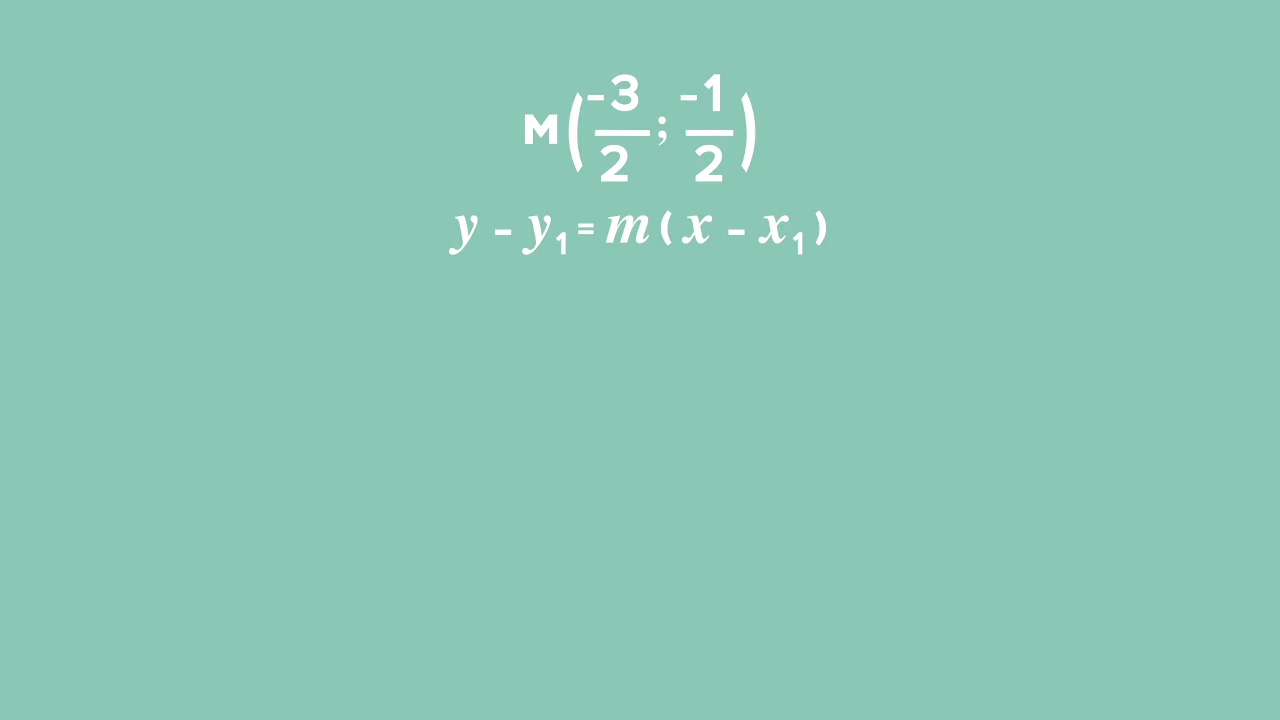 M(-3/2 ; -1/2)
y - y₁ = m(x - x₁)